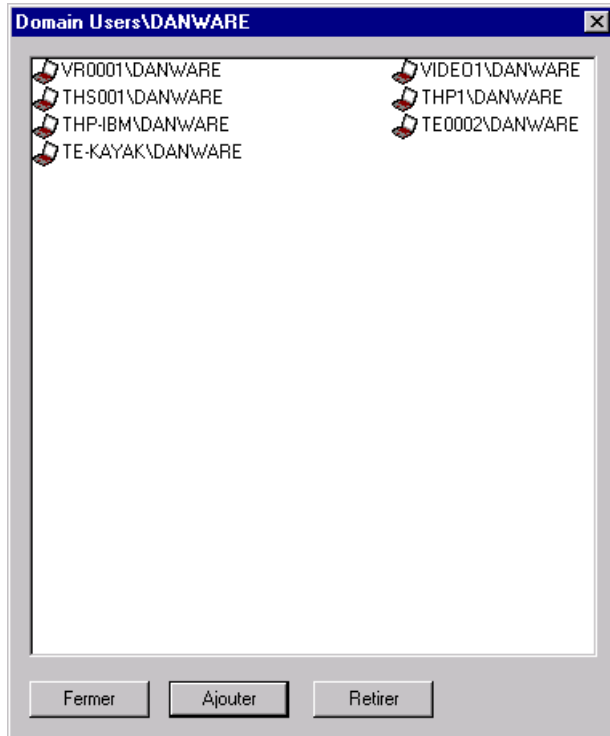 Domain Users\DANWARE
VR0001\DANWARE VIDEO1\DANWARE
THS001\DANWARE THP1\DANWARE
THP-IBM\DANWARE TE0002\DANWARE
TE-KAYAK\DANWARE
Fermer Ajouter Retirer